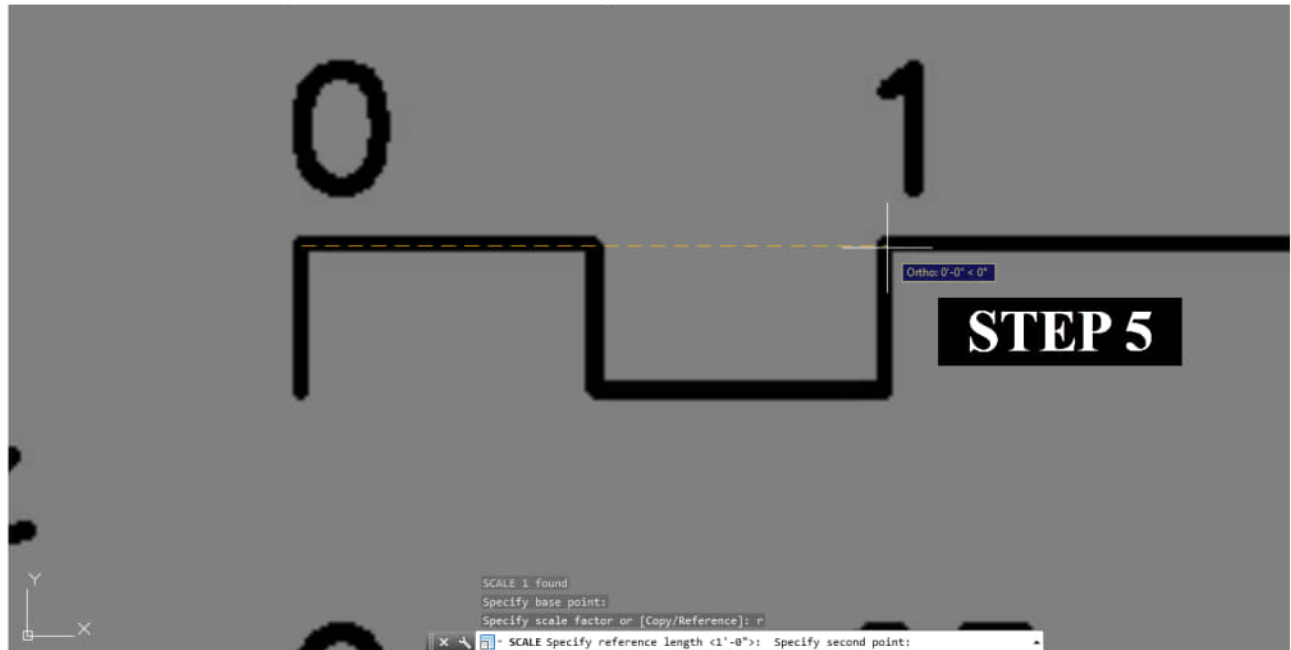 0 1
Ortho: 0'-0" < 0°
STEP 5
Y
X
SCALE 1 found
Specify base point:
Specify scale factor or [Copy/Reference]: r
SCALE Specify reference length <1'-0">: Specify second point: